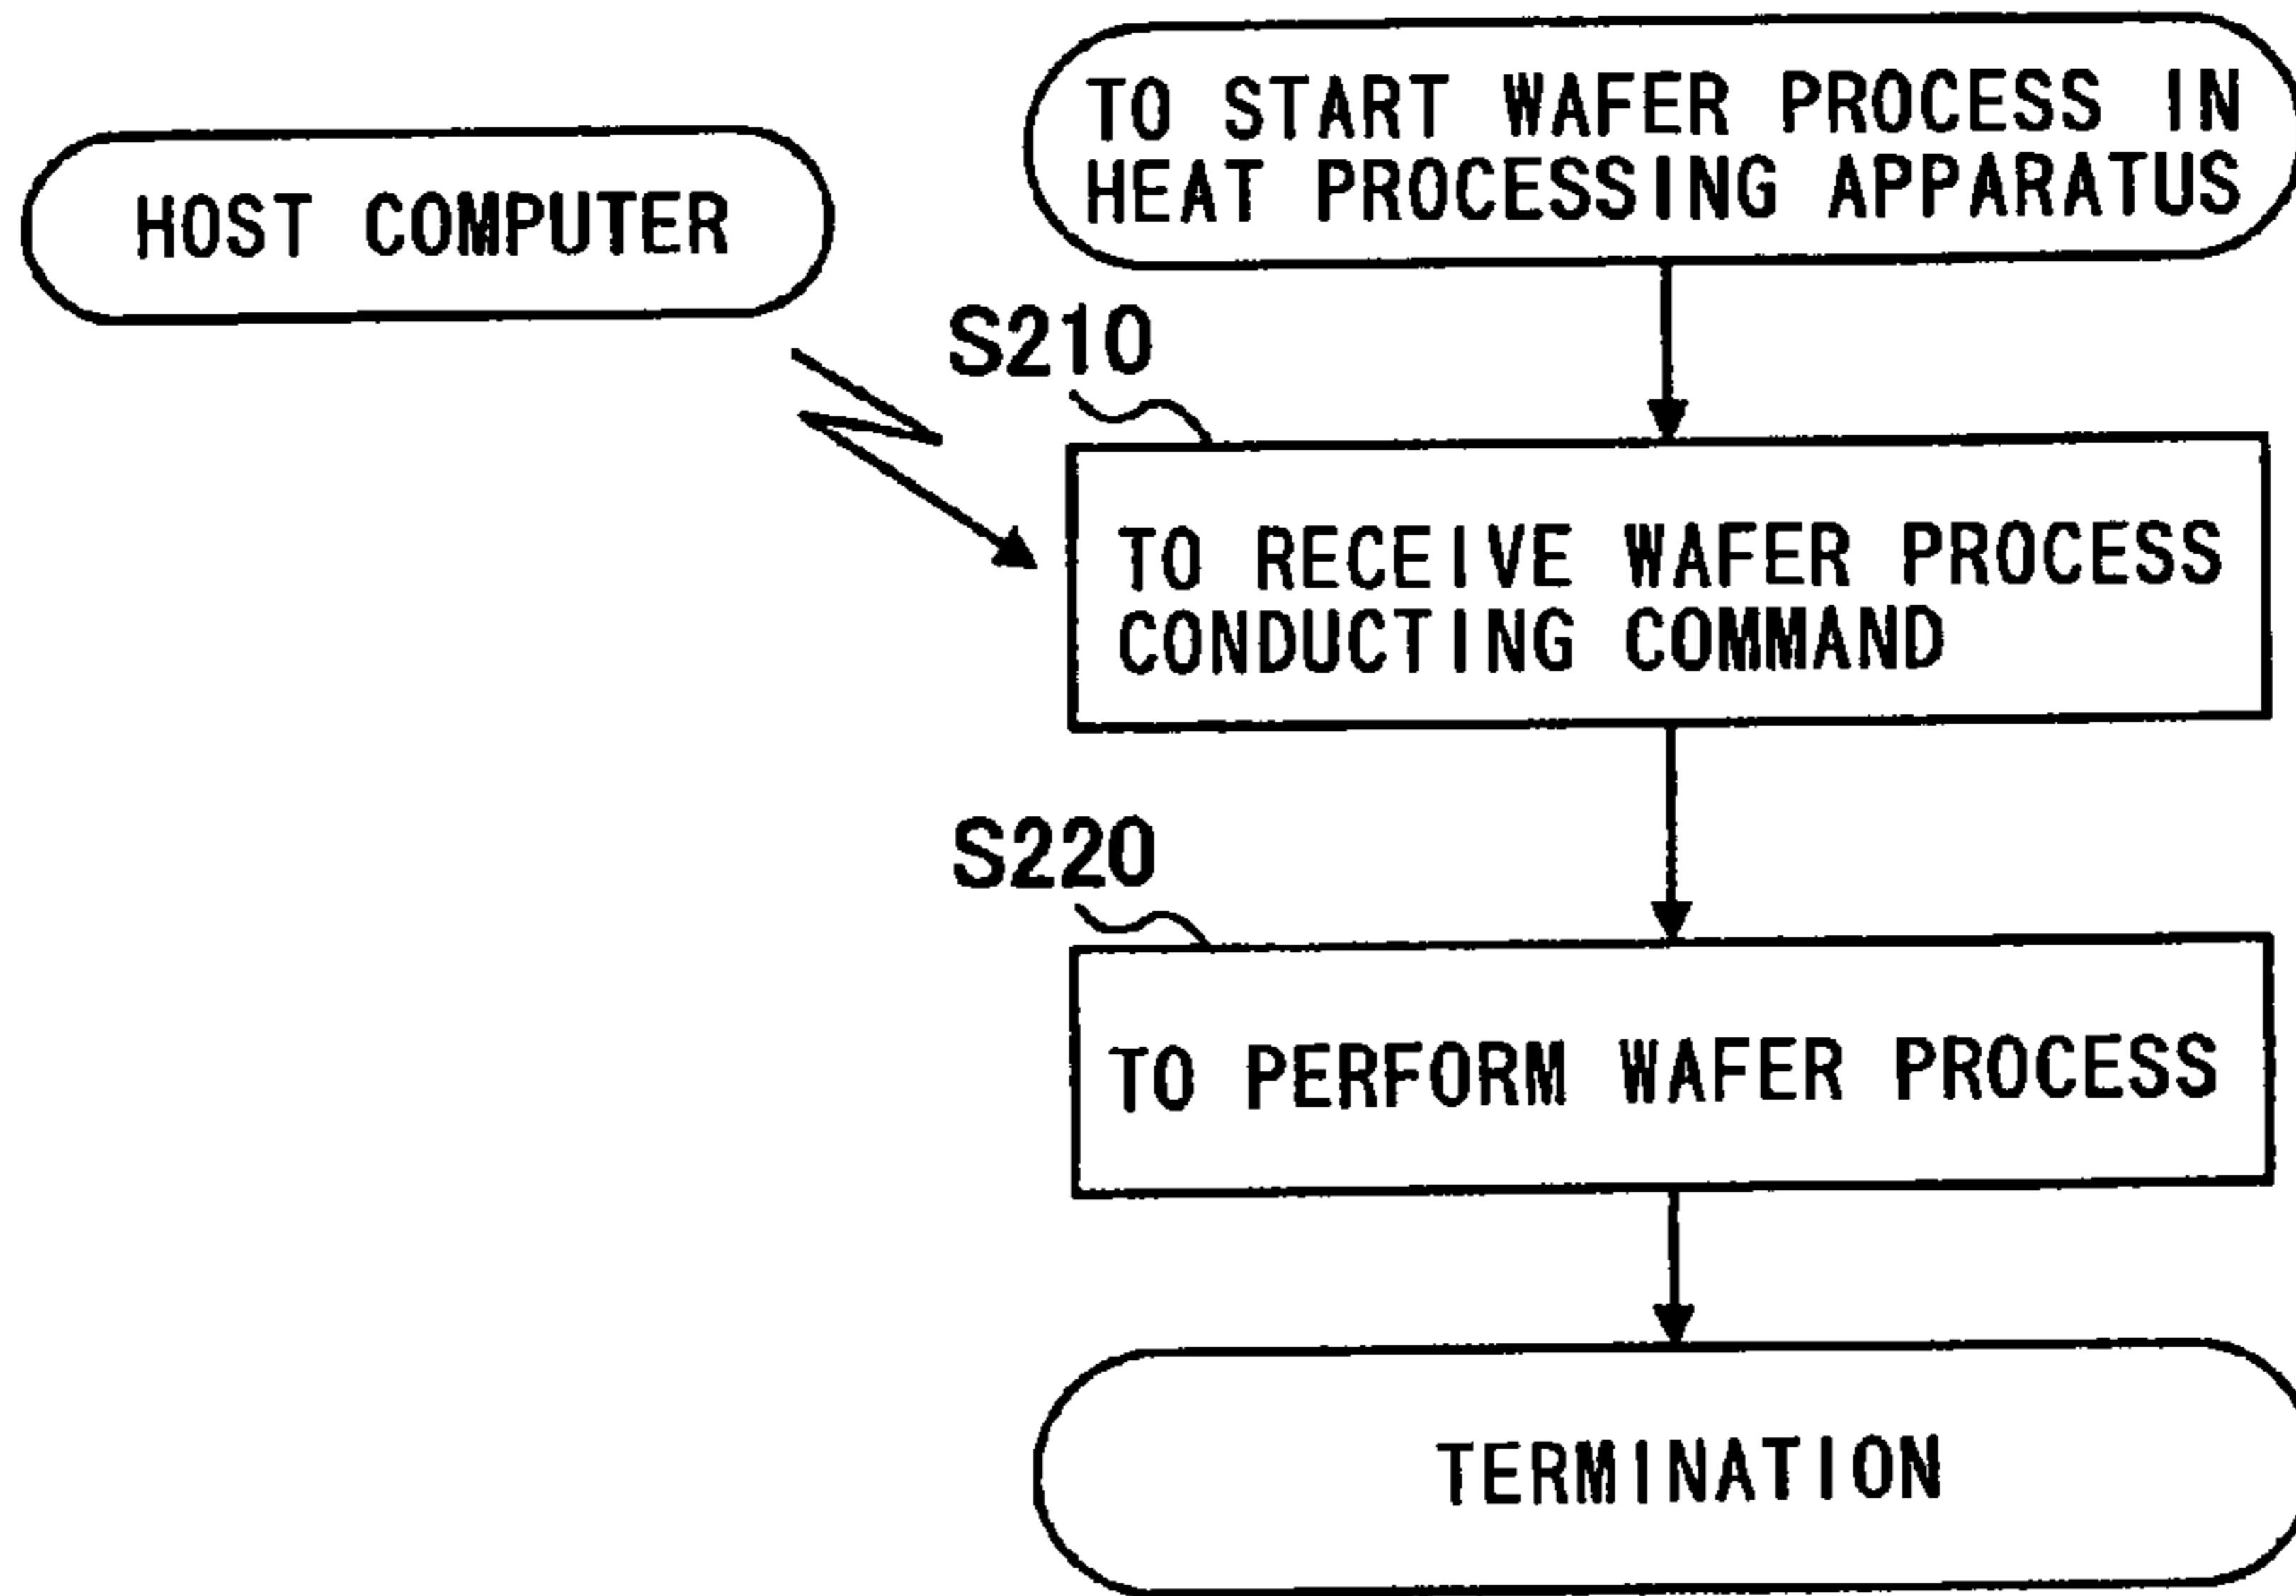 HOST COMPUTER
TO START WAFER PROCESS IN
HEAT PROCESSING APPARATUS
S210
TO RECEIVE WAFER PROCESS
CONDUCTING COMMAND
S220
TO PERFORM WAFER PROCESS
TERMINATION